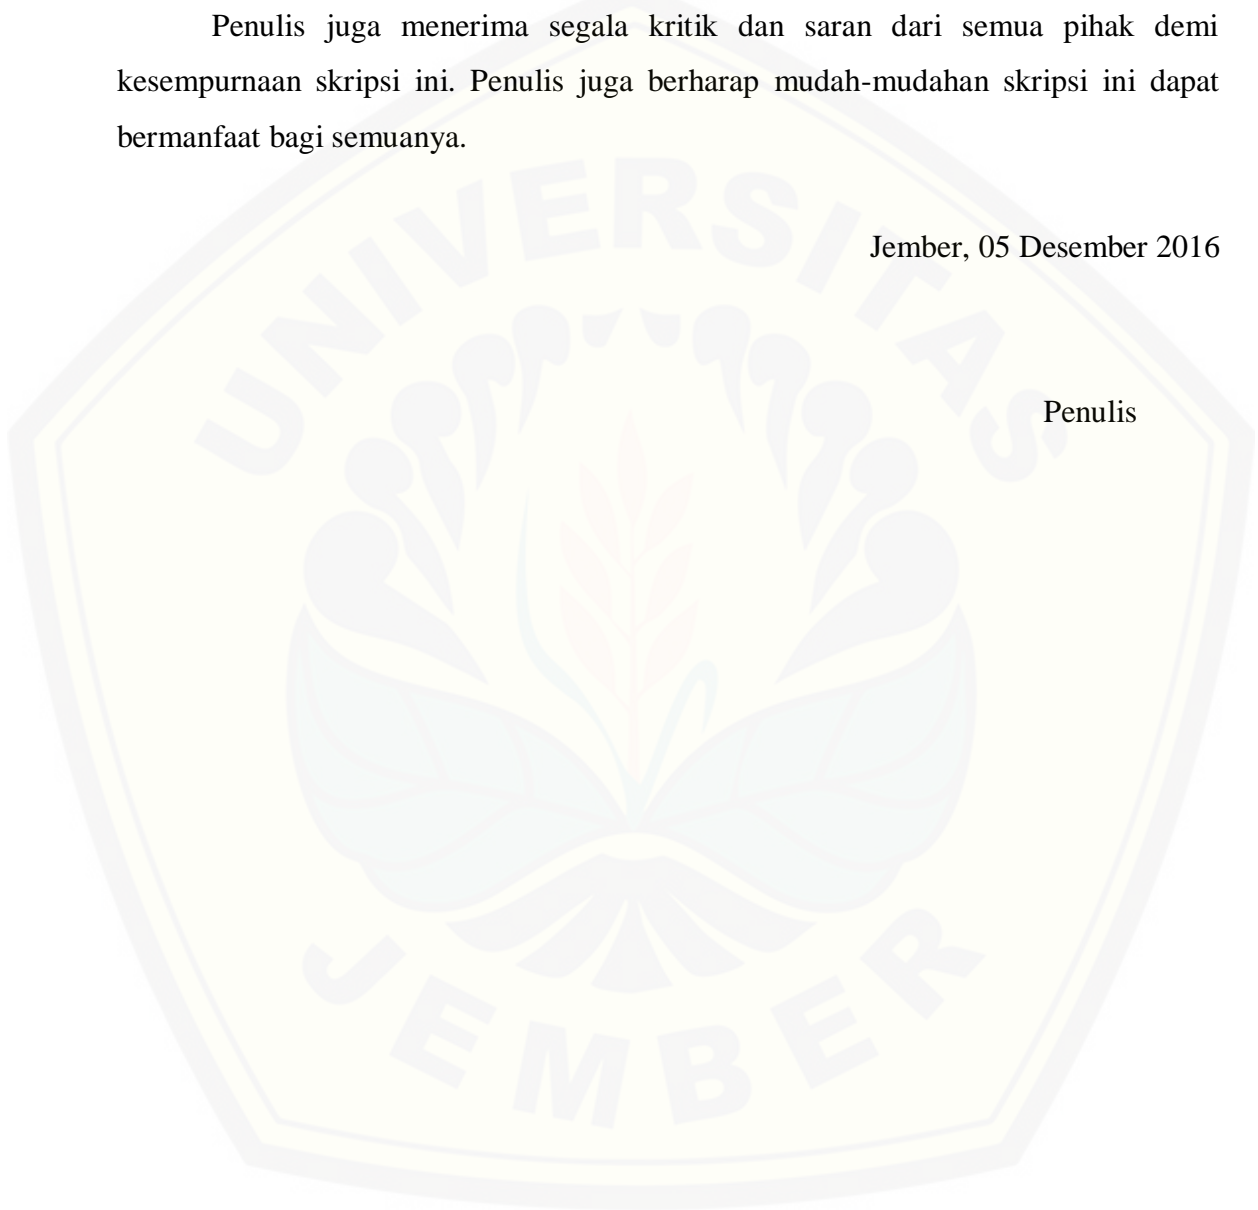 Penulis juga menerima segala kritik dan saran dari semua pihak demi
kesempurnaan skripsi ini. Penulis juga berharap mudah-mudahan skripsi ini dapat
bermanfaat bagi semuanya.
Jember, 05 Desember 2016
Penulis
UNIVERSITAS
JEMBER